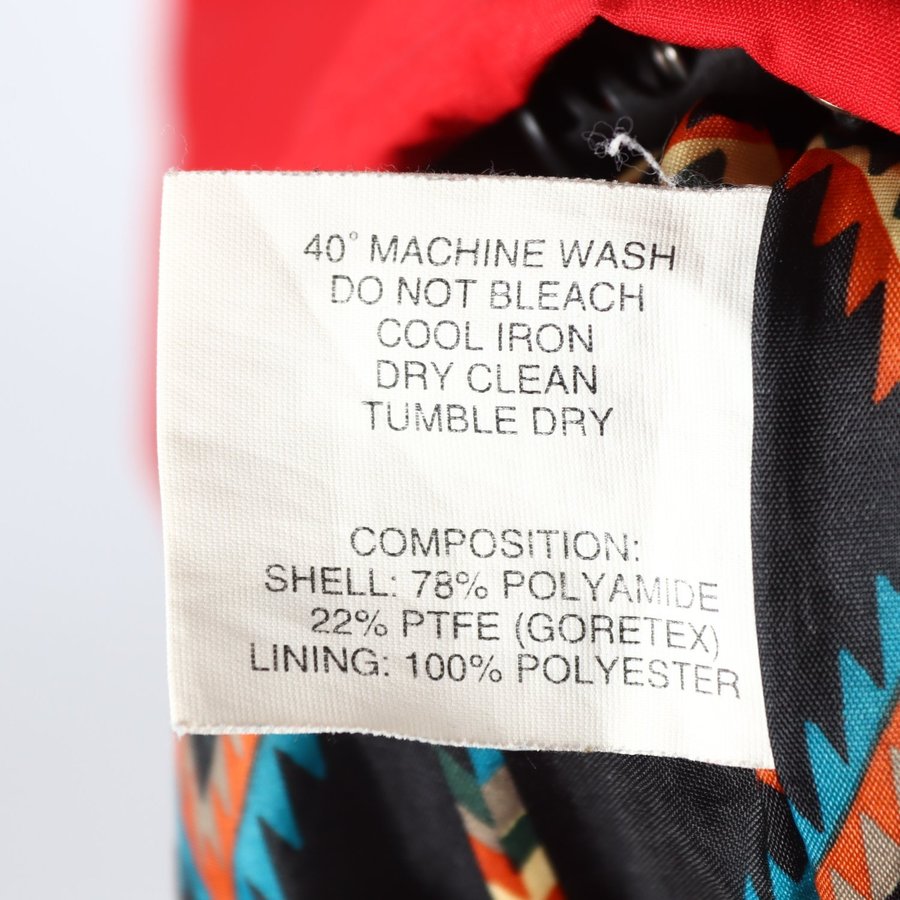 40° MACHINE WASH
DO NOT BLEACH
COOL IRON
DRY CLEAN
TUMBLE DRY
COMPOSITION:
SHELL: 78% POLYAMIDE
22% PTFE (GORETEX)
LINING: 100% POLYESTER